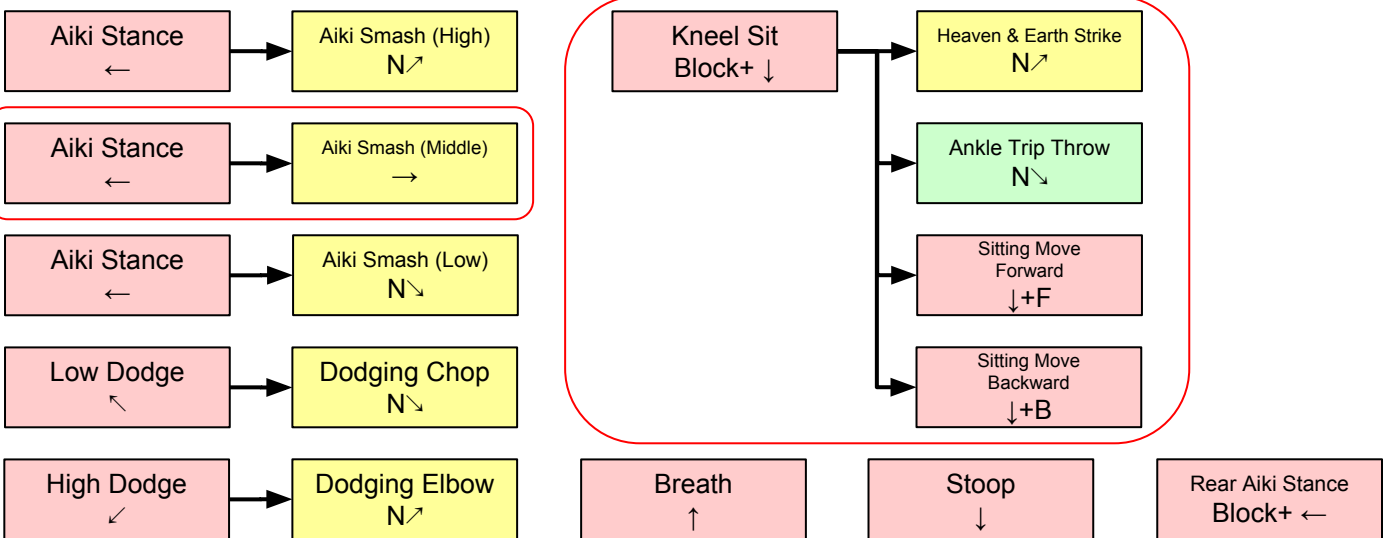 Aiki Stance
←
Aiki Smash (High)
N↗
Kneel Sit
Block+ ↓
Heaven & Earth Strike
N↗
Aiki Stance
←
Aiki Smash (Middle)
→
Ankle Trip Throw
N↘
Aiki Stance
←
Aiki Smash (Low)
N↘
Sitting Move
Forward
↓+F
Low Dodge
↖
Dodging Chop
N↘
Sitting Move
Backward
↓+B
High Dodge
↙
Dodging Elbow
N↗
Breath
↑
Stoop
↓
Rear Aiki Stance
Block+ ←